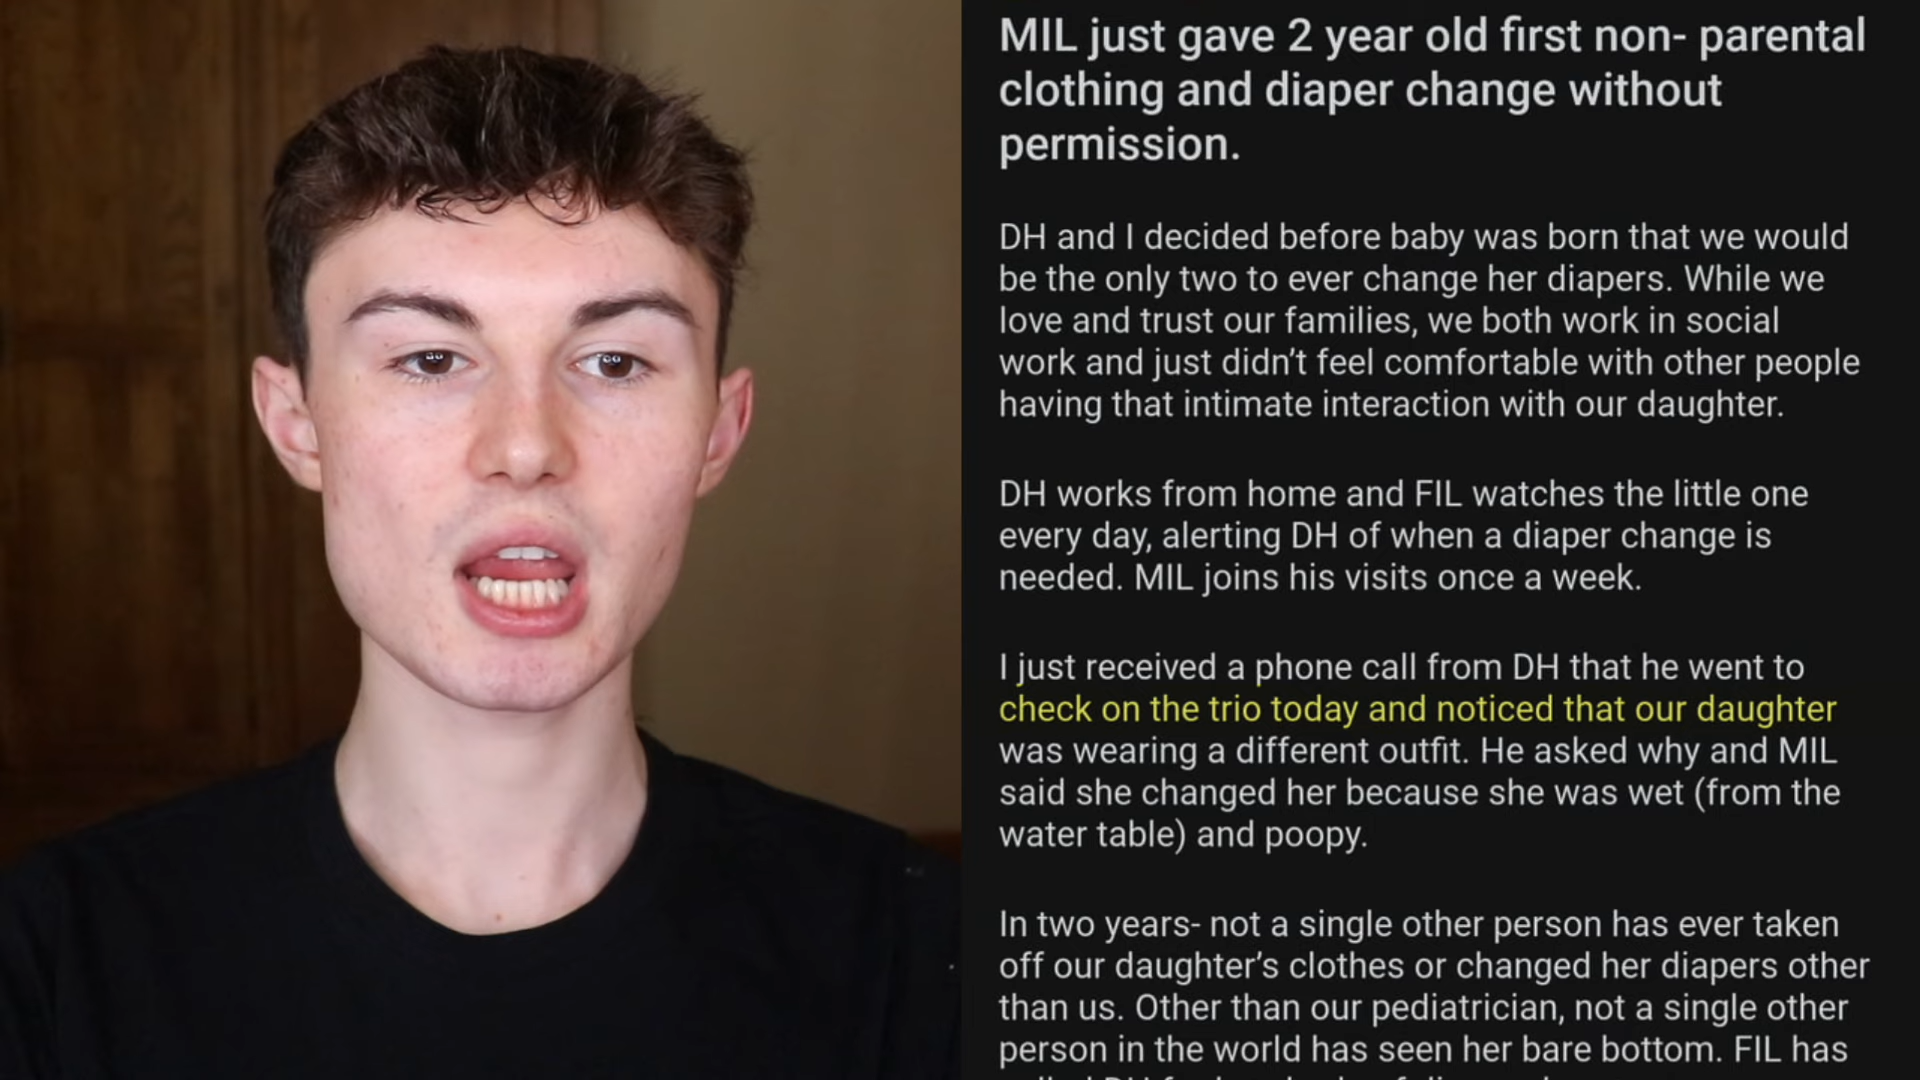 MIL just gave 2 year old first non- parental
clothing and diaper change without
permission.
DH and I decided before baby was born that we would
be the only two to ever change her diapers. While we
love and trust our families, we both work in social
work and just didn't feel comfortable with other people
having that intimate interaction with our daughter.
DH works from home and FIL watches the little one
every day, alerting DH of when a diaper change is
needed. MIL joins his visits once a week.
I just received a phone call from DH that he went to
check on the trio today and noticed that our daughter
was wearing a different outfit. He asked why and MIL
said she changed her because she was wet (from the
water table) and poopy.
In two years- not a single other person has ever taken
off our daughter's clothes or changed her diapers other
than us. Other than our pediatrician, not a single other
person in the world has seen her bare bottom. FIL has